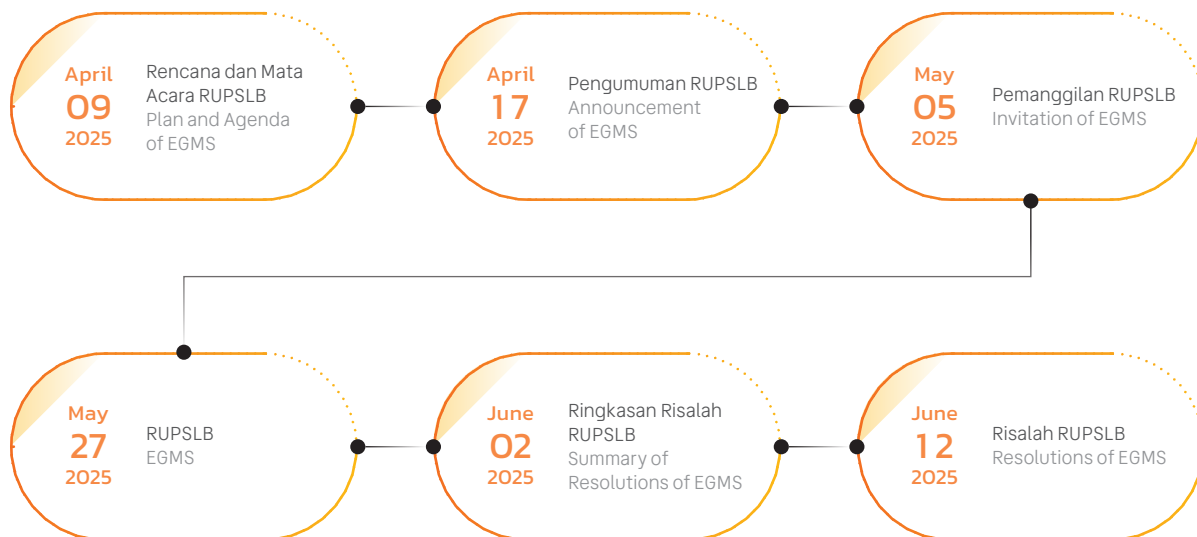 April
09
2025
Rencana dan Mata
Acara RUPSLB
Plan and Agenda
of EGMS
April
17
2025
Pengumuman RUPSLB
Announcement
of EGMS
May
05
2025
Pemanggilan RUPSLB
Invitation of EGMS
May
27
2025
RUPSLB
EGMS
June
02
2025
Ringkasan Risalah
RUPSLB
Summary of
Resolutions of EGMS
June
12
2025
Risalah RUPSLB
Resolutions of EGMS